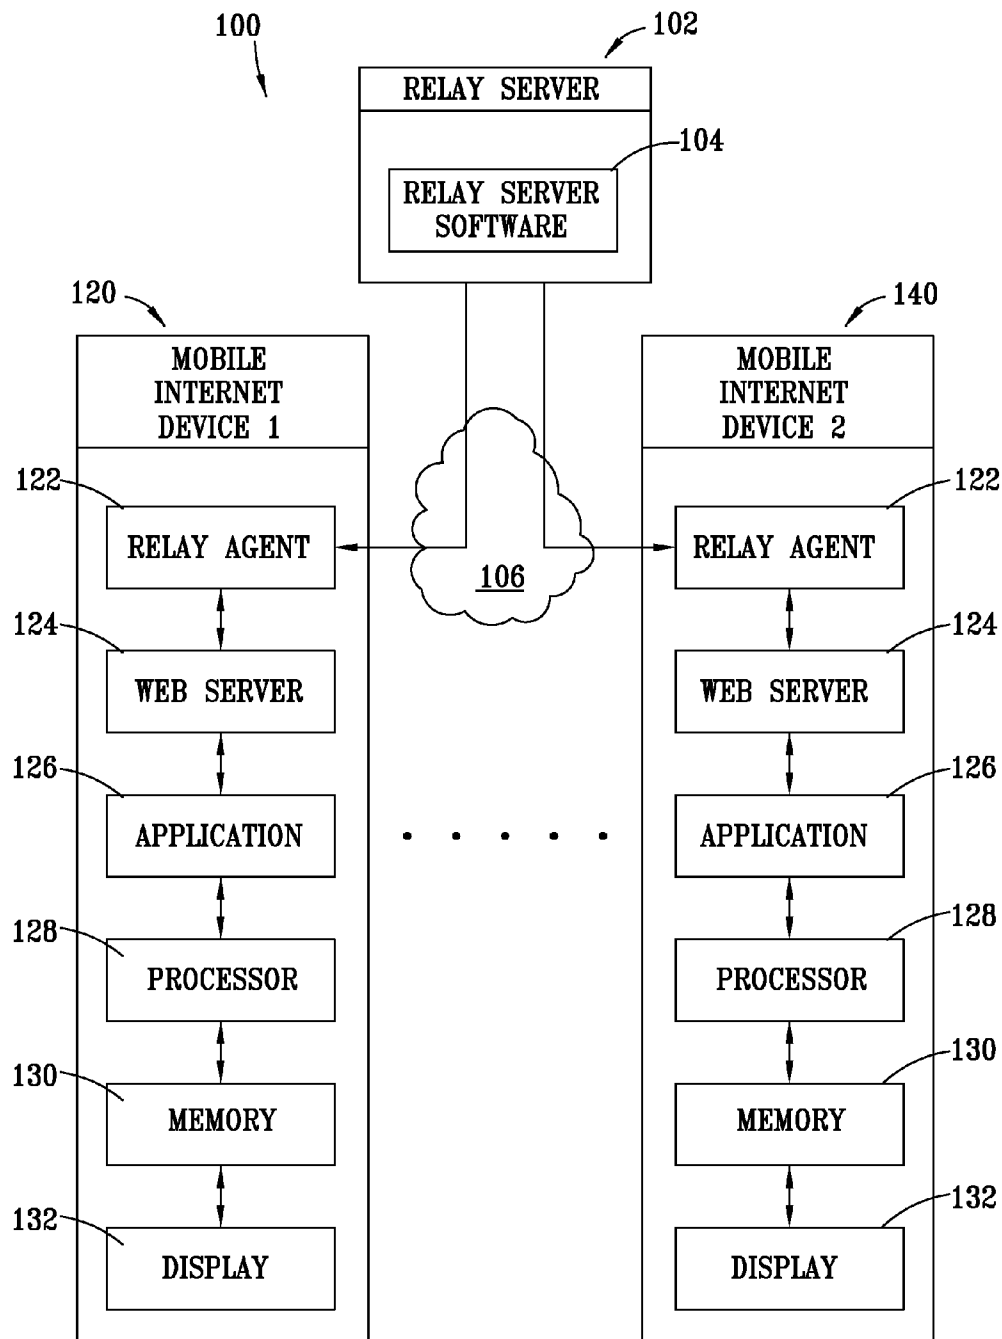 100
102
RELAY SERVER
104
RELAY SERVER
SOFTWARE
120
140
MOBILE
INTERNET
DEVICE 1
MOBILE
INTERNET
DEVICE 2
122
RELAY AGENT
122
RELAY AGENT
106
124
WEB SERVER
124
WEB SERVER
126
APPLICATION
126
APPLICATION
128
PROCESSOR
128
PROCESSOR
130
MEMORY
130
MEMORY
132
DISPLAY
132
DISPLAY